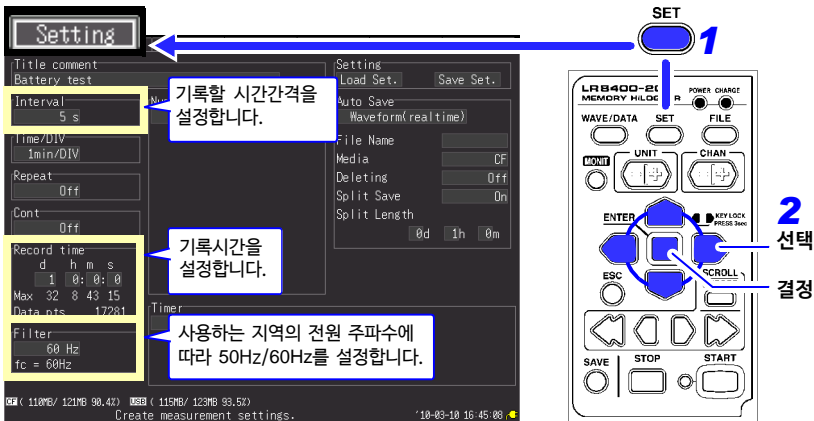 Setting
Title comment
Battery test
Interval
5 s
기록할 시간간격을
설정합니다.
Time/DIV
1min/DIV
Repeat
Off
Cont
Off
Record time
d h m s
1 0: 0: 0
Max 32 8 43 15
Data pts 17281
기록시간을
설정합니다.
Filter
60 Hz
fc = 60Hz
Timer
사용하는 지역의 전원 주파수에
따라 50Hz/60Hz를 설정합니다.
Setting
Load Set. Save Set.
Auto Save
Waveform(realtime)
File Name
Media CF
Deleting Off
Split Save On
Split Length
0d 1h 0m
CF ( 110MB/ 121MB 90.4%) USB ( 115MB/ 123MB 93.5%)
Create measurement settings. '10-03-10 16:45:08
SET
1
LR8400-20
MEMORY HiLOGGER
POWER CHARGE
WAVE/DATA SET FILE
MONIT UNIT CHAN
ENTER
KEY LOCK
PRESS 3sec
2
선택
결정
ESC
SCROLL
SAVE STOP START